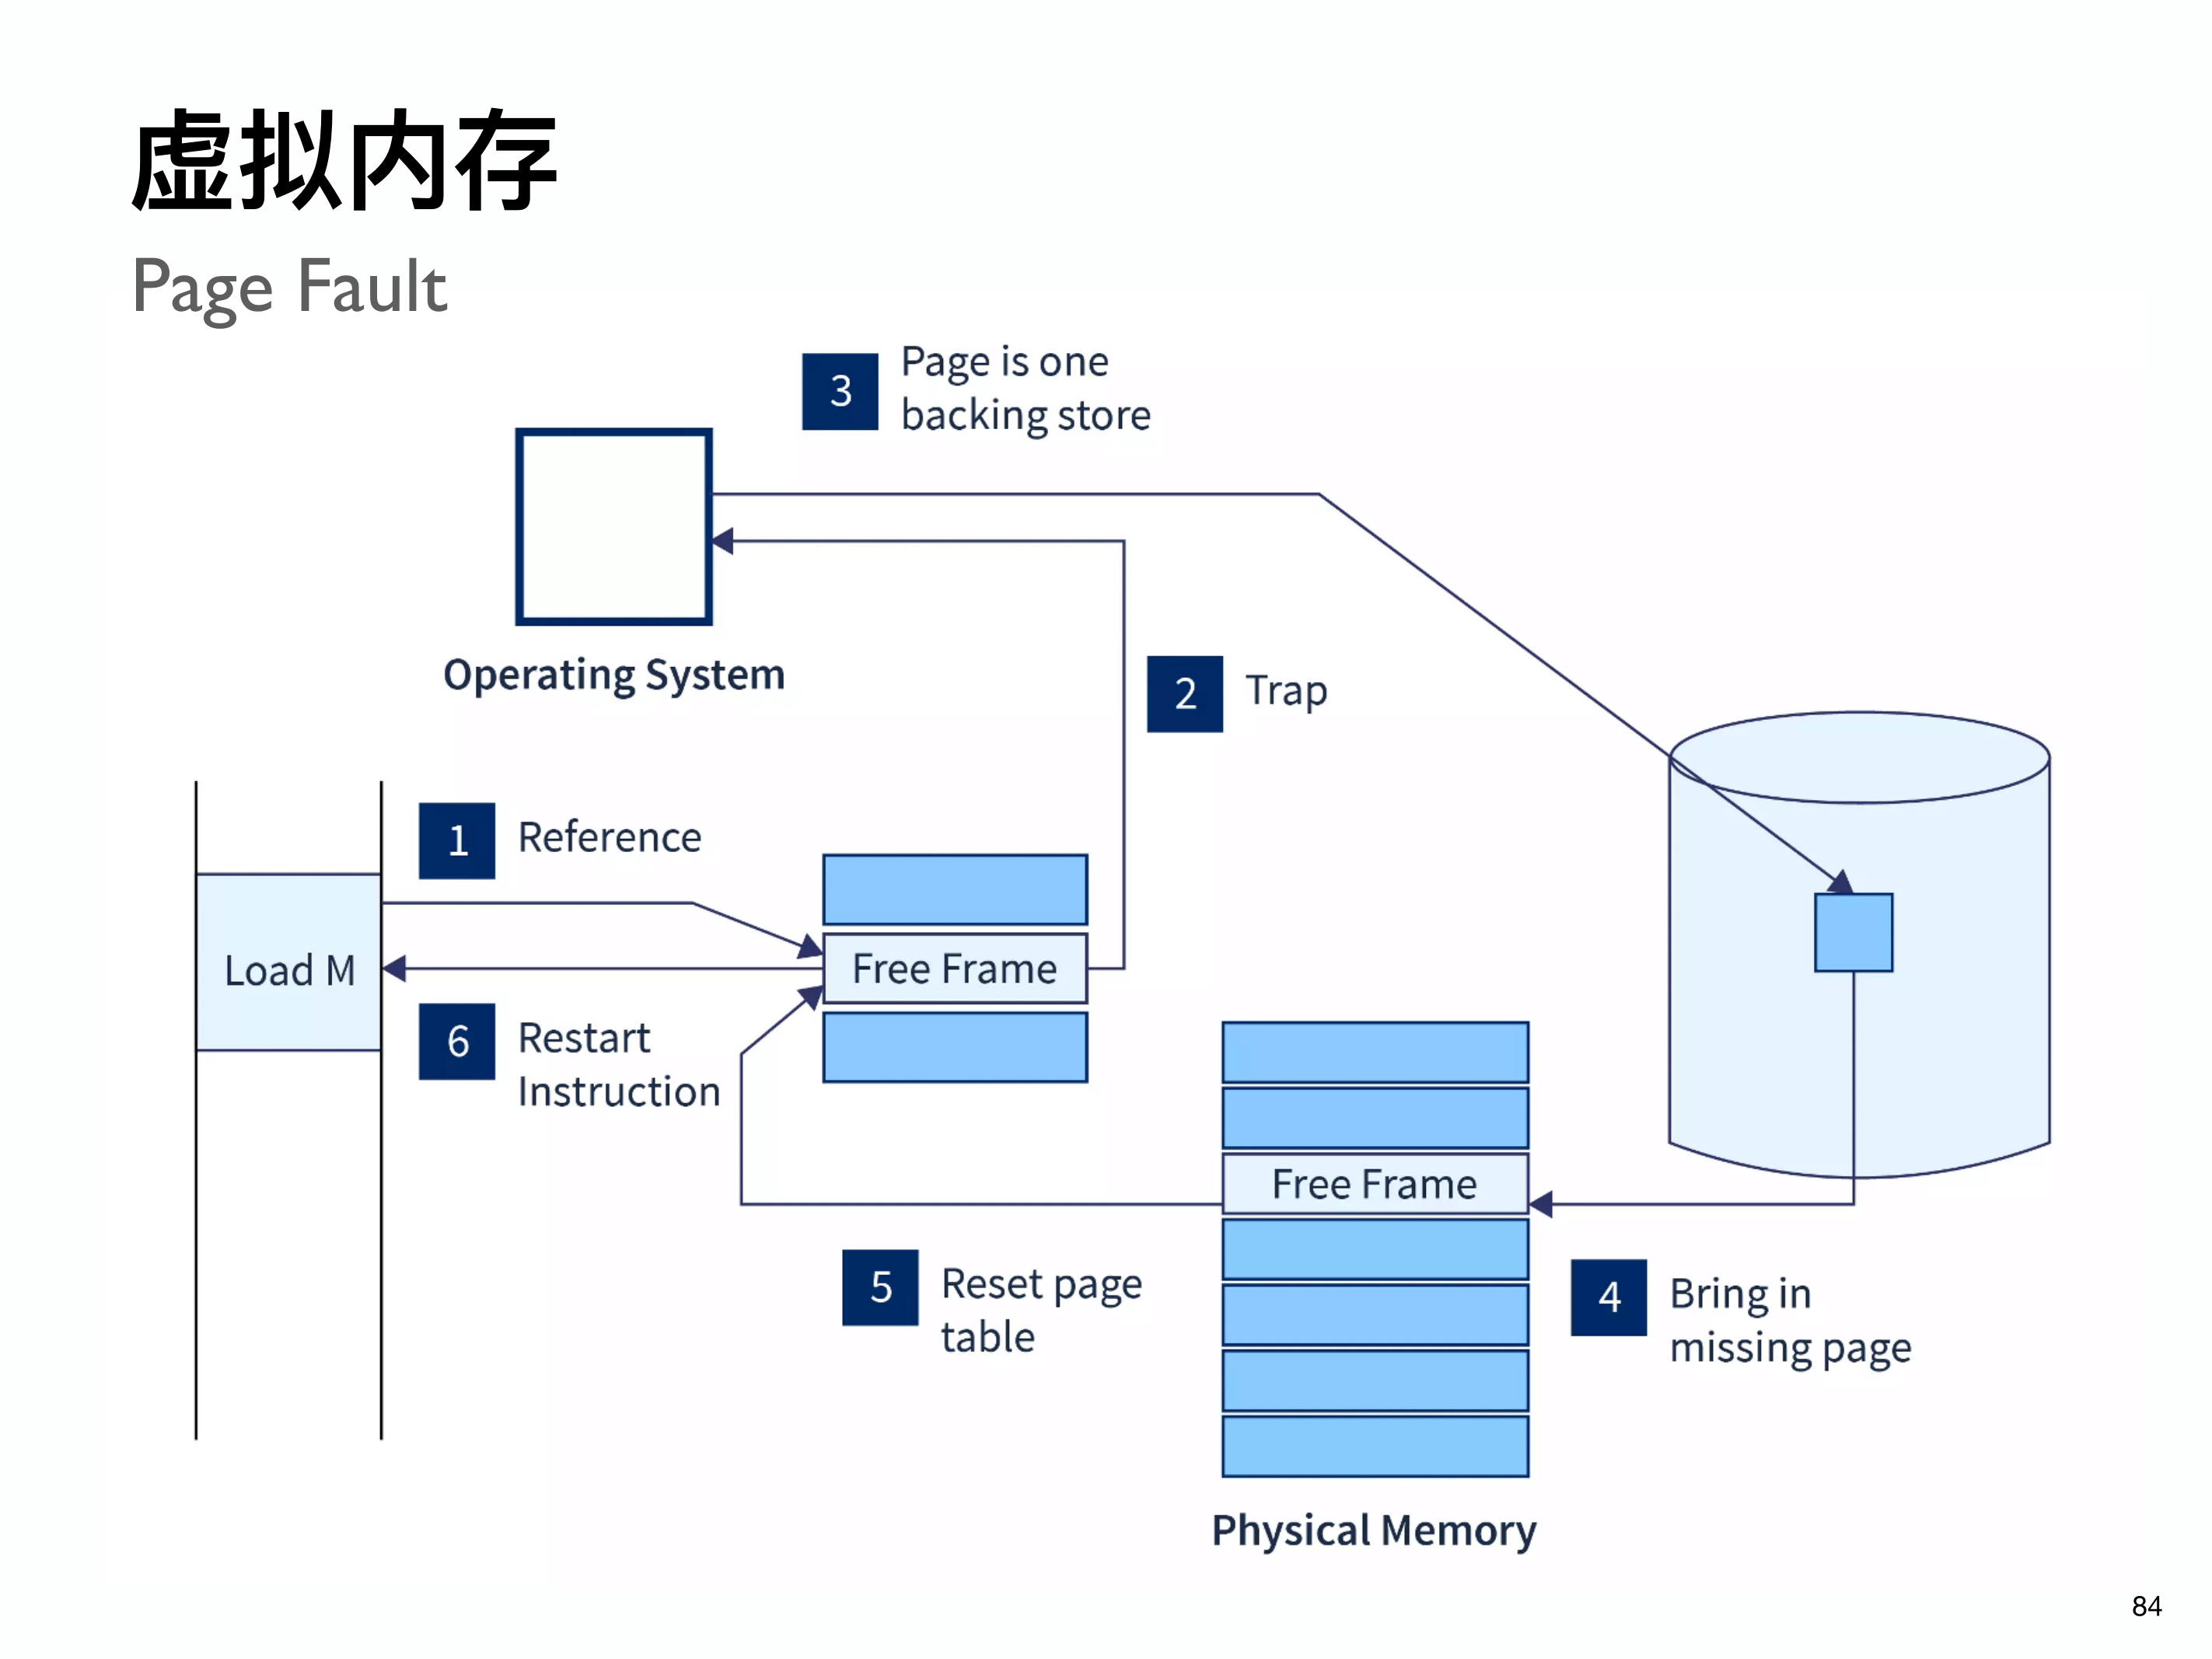 虚拟内存
Page Fault
3
Page is one
backing store
Operating System
2
Trap
1
Reference
Load M
Free Frame
6
Restart
Instruction
Free Frame
5
Reset page
table
4
Bring in
missing page
Physical Memory
84